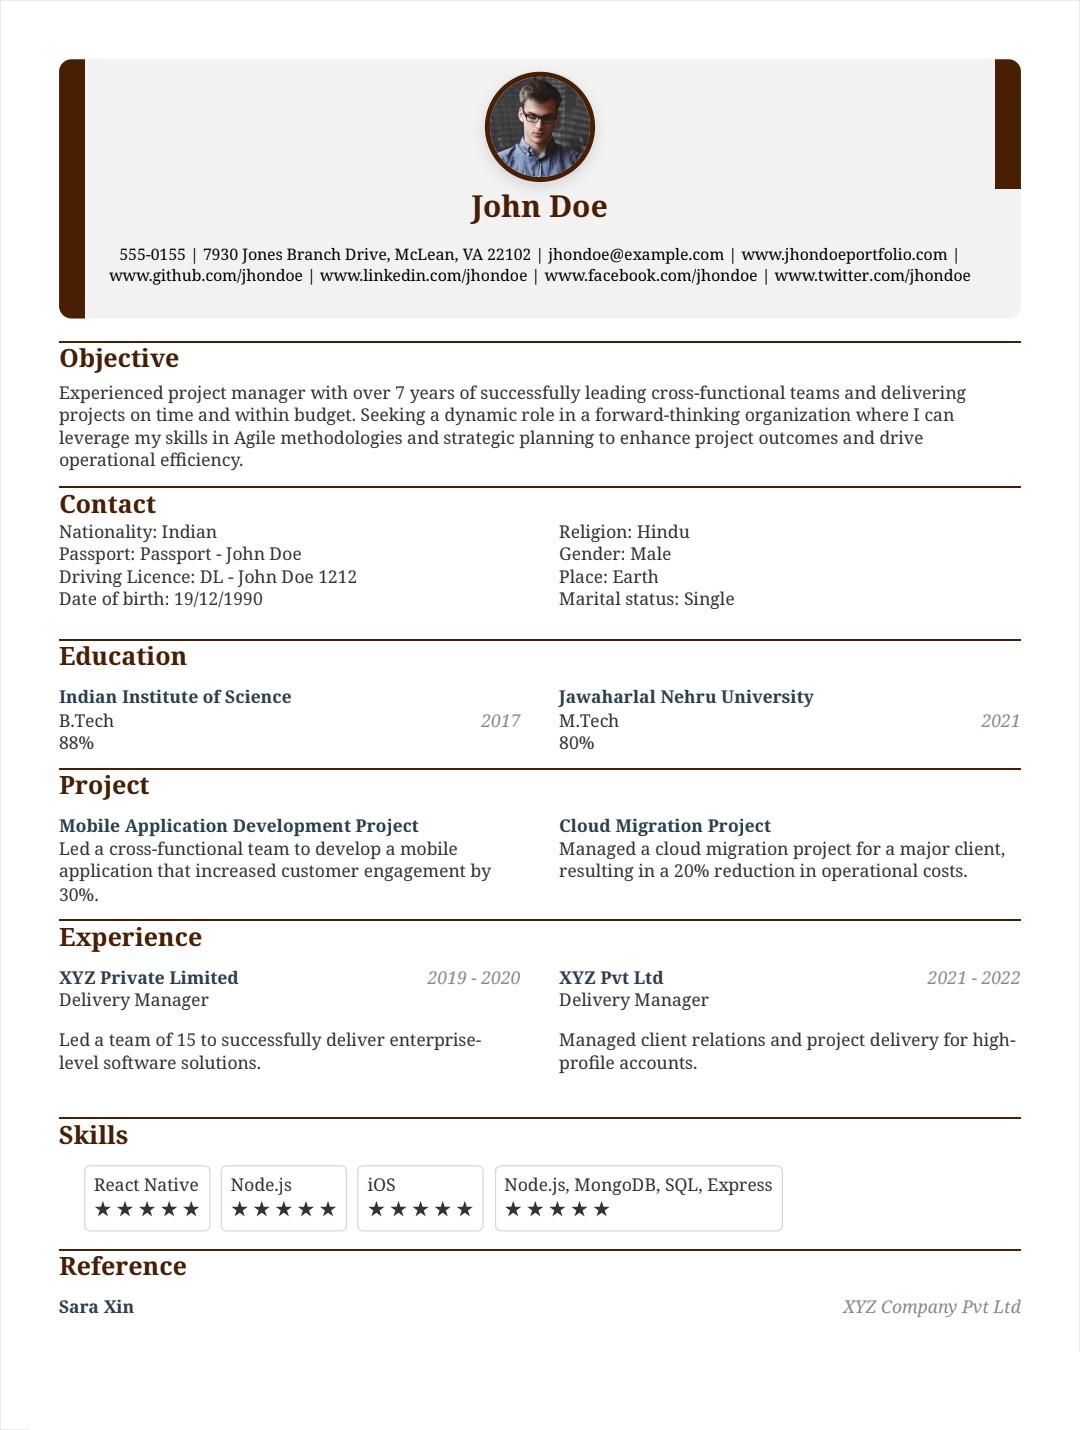 John Doe
555-0155 | 7930 Jones Branch Drive, McLean, VA 22102 | jhondoe@example.com | www.jhondoeportfolio.com |
www.github.com/jhondoe | www.linkedin.com/jhondoe | www.facebook.com/jhondoe | www.twitter.com/jhondoe
Objective
Experienced project manager with over 7 years of successfully leading cross-functional teams and delivering
projects on time and within budget. Seeking a dynamic role in a forward-thinking organization where I can
leverage my skills in Agile methodologies and strategic planning to enhance project outcomes and drive
operational efficiency.
Contact
Nationality: Indian
Passport: Passport - John Doe
Driving Licence: DL - John Doe 1212
Date of birth: 19/12/1990
Religion: Hindu
Gender: Male
Place: Earth
Marital status: Single
Education
Indian Institute of Science
B.Tech 2017
88%
Jawaharlal Nehru University
M.Tech 2021
80%
Project
Mobile Application Development Project
Led a cross-functional team to develop a mobile
application that increased customer engagement by
30%.
Cloud Migration Project
Managed a cloud migration project for a major client,
resulting in a 20% reduction in operational costs.
Experience
XYZ Private Limited 2019 - 2020
Delivery Manager
Led a team of 15 to successfully deliver enterprise-
level software solutions.
XYZ Pvt Ltd 2021 - 2022
Delivery Manager
Managed client relations and project delivery for high-
profile accounts.
Skills
React Native
★★★★★
Node.js
★★★★★
iOS
★★★★★
Node.js, MongoDB, SQL, Express
★★★★★
Reference
Sara Xin XYZ Company Pvt Ltd